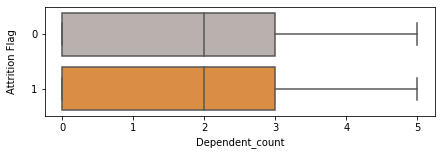 Attrition Flag
0
1
0 1 2 3 4 5
Dependent_count